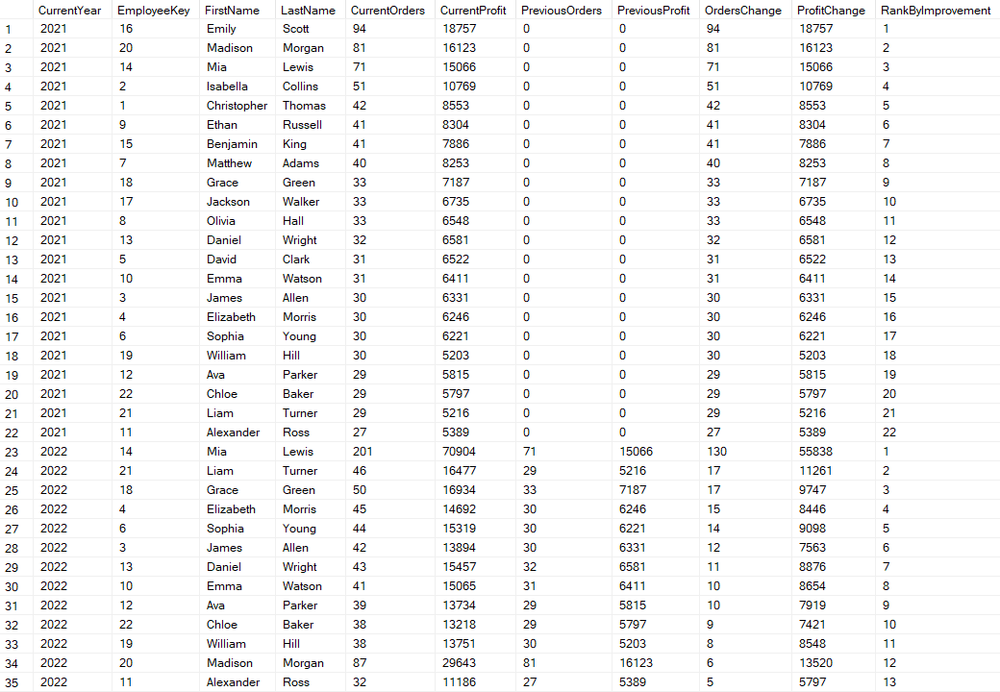 CurrentYear EmployeeKey FirstName LastName CurrentOrders CurrentProfit PreviousOrders PreviousProfit OrdersChange ProfitChange RankByImprovement
1 2021 16 Emily Scott 94 18757 0 0 94 18757 1
2 2021 20 Madison Morgan 81 16123 0 0 81 16123 2
3 2021 14 Mia Lewis 71 15066 0 0 71 15066 3
4 2021 2 Isabella Collins 51 10769 0 0 51 10769 4
5 2021 1 Christopher Thomas 42 8553 0 0 42 8553 5
6 2021 9 Ethan Russell 41 8304 0 0 41 8304 6
7 2021 15 Benjamin King 41 7886 0 0 41 7886 7
8 2021 7 Matthew Adams 40 8253 0 0 40 8253 8
9 2021 18 Grace Green 33 7187 0 0 33 7187 9
10 2021 17 Jackson Walker 33 6735 0 0 33 6735 10
11 2021 8 Olivia Hall 33 6548 0 0 33 6548 11
12 2021 13 Daniel Wright 32 6581 0 0 32 6581 12
13 2021 5 David Clark 31 6522 0 0 31 6522 13
14 2021 10 Emma Watson 31 6411 0 0 31 6411 14
15 2021 3 James Allen 30 6331 0 0 30 6331 15
16 2021 4 Elizabeth Morris 30 6246 0 0 30 6246 16
17 2021 6 Sophia Young 30 6221 0 0 30 6221 17
18 2021 19 William Hill 30 5203 0 0 30 5203 18
19 2021 12 Ava Parker 29 5815 0 0 29 5815 19
20 2021 22 Chloe Baker 29 5797 0 0 29 5797 20
21 2021 21 Liam Turner 29 5216 0 0 29 5216 21
22 2021 11 Alexander Ross 27 5389 0 0 27 5389 22
23 2022 14 Mia Lewis 201 70904 71 15066 130 55838 1
24 2022 21 Liam Turner 46 16477 29 5216 17 11261 2
25 2022 18 Grace Green 50 16934 33 7187 17 9747 3
26 2022 4 Elizabeth Morris 45 14692 30 6246 15 8446 4
27 2022 6 Sophia Young 44 15319 30 6221 14 9098 5
28 2022 3 James Allen 42 13894 30 6331 12 7563 6
29 2022 13 Daniel Wright 43 15457 32 6581 11 8876 7
30 2022 10 Emma Watson 41 15065 31 6411 10 8654 8
31 2022 12 Ava Parker 39 13734 29 5815 10 7919 9
32 2022 22 Chloe Baker 38 13218 29 5797 9 7421 10
33 2022 19 William Hill 38 13751 30 5203 8 8548 11
34 2022 20 Madison Morgan 87 29643 81 16123 6 13520 12
35 2022 11 Alexander Ross 32 11186 27 5389 5 5797 13